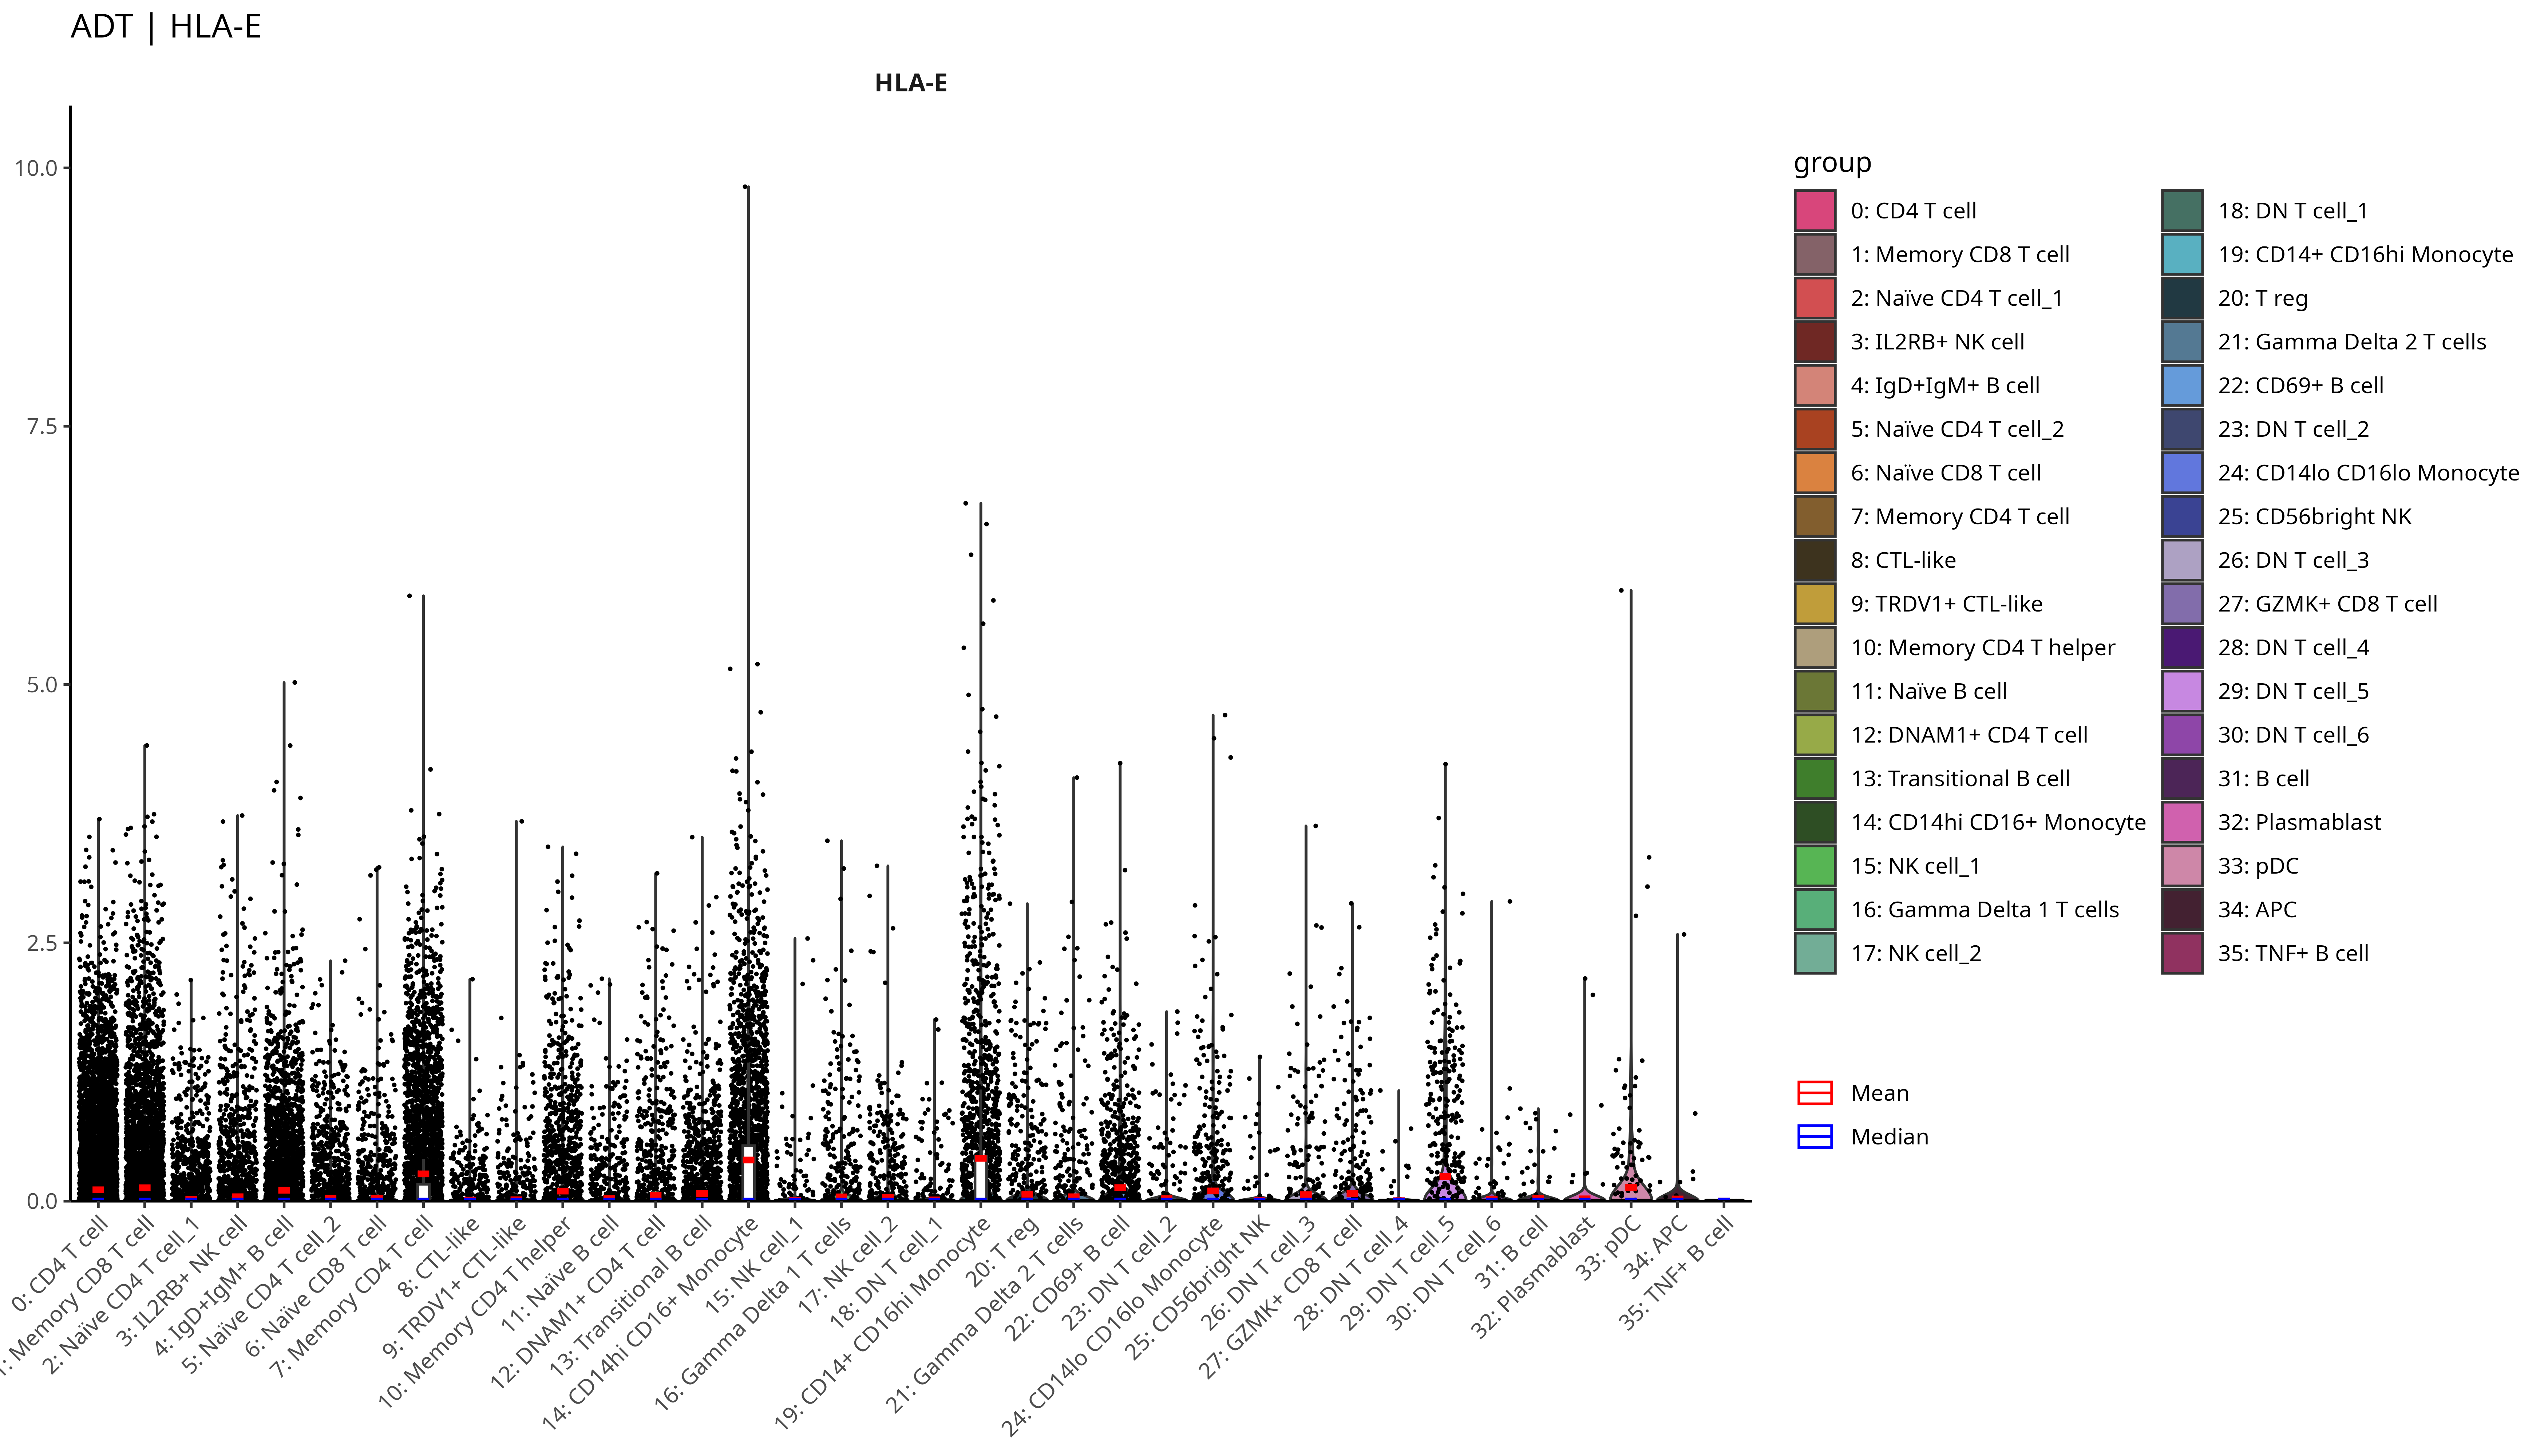 ADT | HLA-E
HLA-E
10.0
7.5
5.0
2.5
0.0
0: CD4 T cell
1: Memory CD8 T cell
2: Naïve CD4 T cell_1
3: IL2RB+ NK cell
4: IgD+IgM+ B cell
5: Naïve CD4 T cell_2
6: Naïve CD8 T cell
7: Memory CD4 T cell
8: CTL-like
9: TRDV1+ CTL-like
10: Memory CD4 T helper
11: Naïve B cell
12: DNAM1+ CD4 T cell
13: Transitional B cell
14: CD14hi CD16+ Monocyte
15: NK cell_1
16: Gamma Delta 1 T cells
17: NK cell_2
18: DN T cell_1
19: CD14+ CD16hi Monocyte
20: T reg
21: Gamma Delta 2 T cells
22: CD69+ B cell
23: DN T cell_2
24: CD14lo CD16lo Monocyte
25: CD56bright NK
26: DN T cell_3
27: GZMK+ CD8 T cell
28: DN T cell_4
29: DN T cell_5
30: DN T cell_6
31: B cell
32: Plasmablast
33: pDC
34: APC
35: TNF+ B cell
group
0: CD4 T cell
1: Memory CD8 T cell
2: Naïve CD4 T cell_1
3: IL2RB+ NK cell
4: IgD+IgM+ B cell
5: Naïve CD4 T cell_2
6: Naïve CD8 T cell
7: Memory CD4 T cell
8: CTL-like
9: TRDV1+ CTL-like
10: Memory CD4 T helper
11: Naïve B cell
12: DNAM1+ CD4 T cell
13: Transitional B cell
14: CD14hi CD16+ Monocyte
15: NK cell_1
16: Gamma Delta 1 T cells
17: NK cell_2
18: DN T cell_1
19: CD14+ CD16hi Monocyte
20: T reg
21: Gamma Delta 2 T cells
22: CD69+ B cell
23: DN T cell_2
24: CD14lo CD16lo Monocyte
25: CD56bright NK
26: DN T cell_3
27: GZMK+ CD8 T cell
28: DN T cell_4
29: DN T cell_5
30: DN T cell_6
31: B cell
32: Plasmablast
33: pDC
34: APC
35: TNF+ B cell
Mean
Median